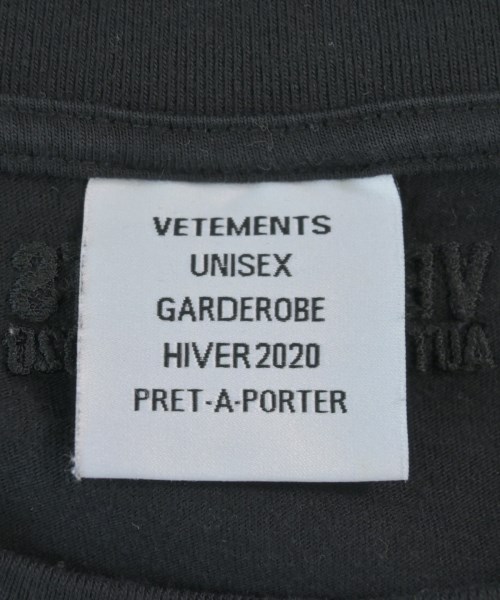 VETEMENTS
UNISEX
GARDEROBE
HIVER 2020
PRET-A-PORTER